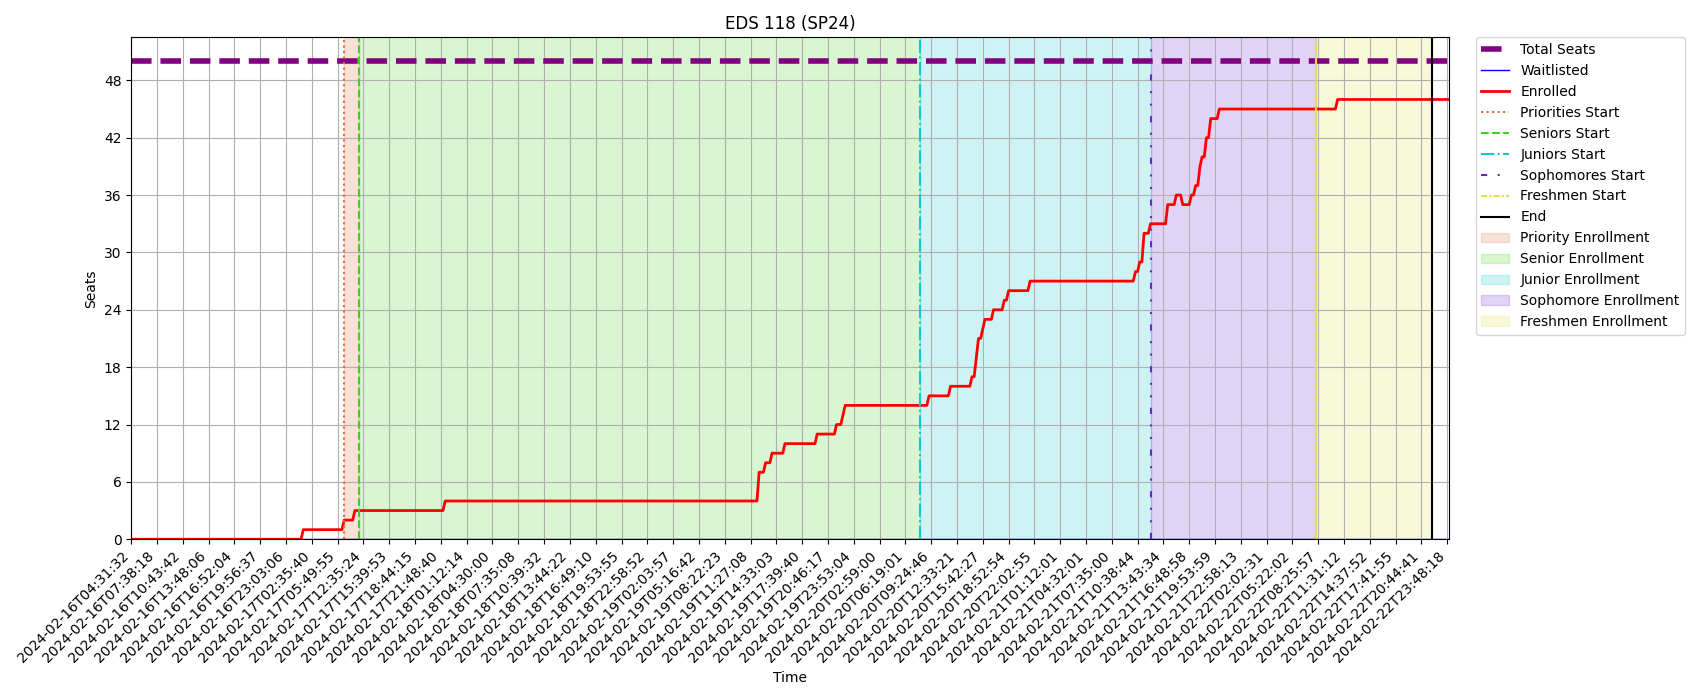 EDS 118 (SP24)
Total Seats
Waitlisted
Enrolled
Priorities Start
Seniors Start
Juniors Start
Sophomores Start
Freshmen Start
End
Priority Enrollment
Senior Enrollment
Junior Enrollment
Sophomore Enrollment
Freshmen Enrollment
Seats
48
42
36
30
24
18
12
6
0
2024-02-16T04:31:32
2024-02-16T07:38:18
2024-02-16T10:43:42
2024-02-16T13:48:06
2024-02-16T16:52:04
2024-02-16T19:56:37
2024-02-16T23:03:06
2024-02-17T02:35:40
2024-02-17T05:49:55
2024-02-17T12:35:24
2024-02-17T15:39:53
2024-02-17T18:44:15
2024-02-17T21:48:40
2024-02-18T01:12:14
2024-02-18T04:30:00
2024-02-18T07:35:08
2024-02-18T10:39:32
2024-02-18T13:44:22
2024-02-18T16:49:10
2024-02-18T19:53:55
2024-02-18T22:58:52
2024-02-19T02:03:57
2024-02-19T05:16:42
2024-02-19T08:22:23
2024-02-19T11:27:08
2024-02-19T14:33:03
2024-02-19T17:39:40
2024-02-19T20:46:17
2024-02-19T23:53:04
2024-02-20T02:59:00
2024-02-20T06:19:01
2024-02-20T09:24:46
2024-02-20T12:33:21
2024-02-20T15:42:27
2024-02-20T18:52:54
2024-02-20T22:02:55
2024-02-21T01:12:01
2024-02-21T04:32:01
2024-02-21T07:35:00
2024-02-21T10:38:44
2024-02-21T13:43:34
2024-02-21T16:48:58
2024-02-21T19:53:59
2024-02-21T22:58:13
2024-02-22T02:02:31
2024-02-22T05:22:02
2024-02-22T08:25:57
2024-02-22T11:31:12
2024-02-22T14:37:52
2024-02-22T17:41:55
2024-02-22T20:44:41
2024-02-22T23:48:18
Time